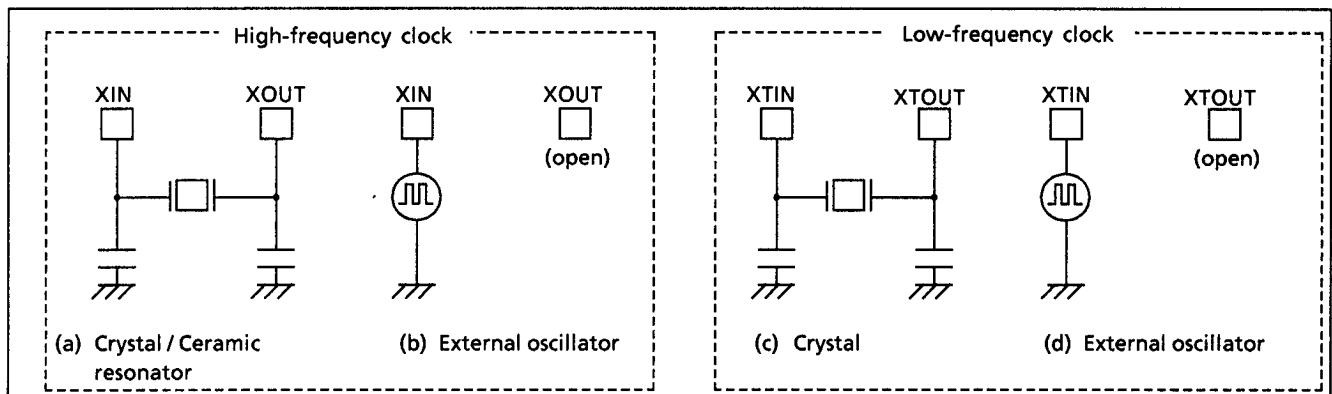 High-frequency clock
XIN XOUT XIN XOUT
(open)
(a) Crystal / Ceramic resonator
(b) External oscillator
Low-frequency clock
XTIN XTOUT XTIN XTOUT
(open)
(c) Crystal
(d) External oscillator